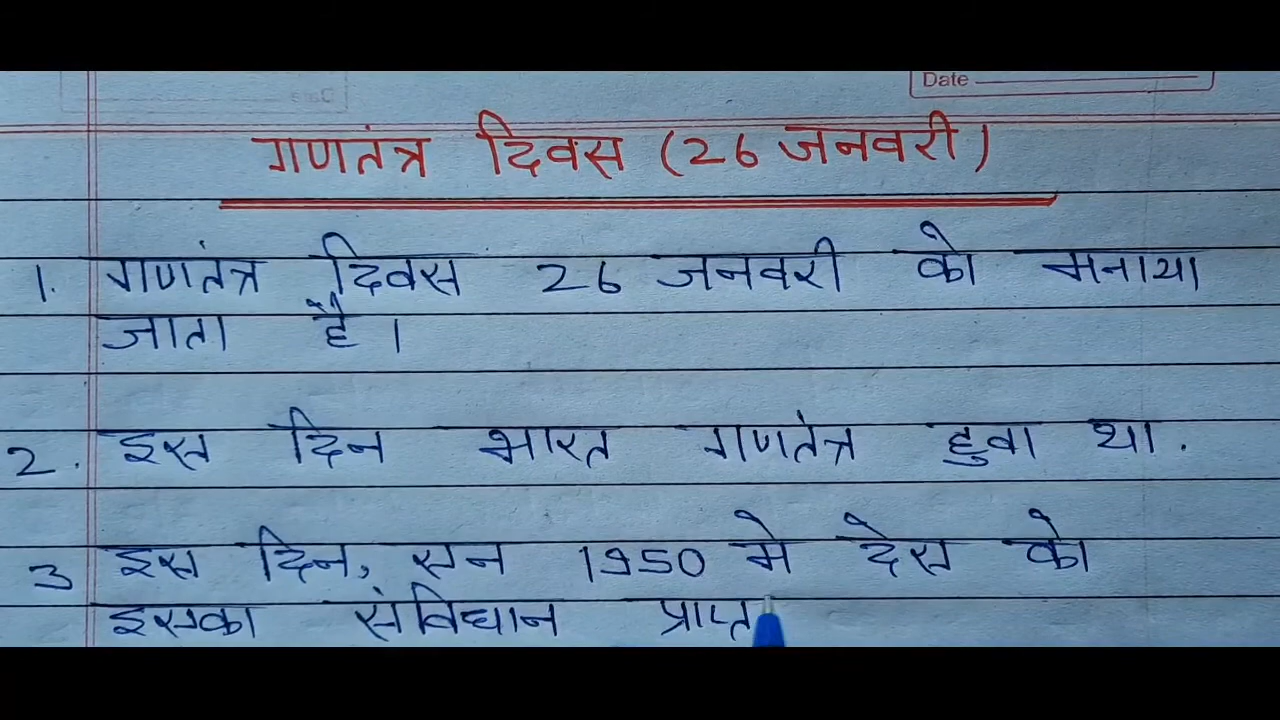 Date
गणतंत्र दिवस (26 जनवरी)
1. गणतंत्र दिवस 26 जनवरी को मनाया
जाता है।
2. इस दिन भारत गणतंत्र हुवा था.
3 इस दिन, सन 1950 मे देस को
इसका संविधान प्राप्त